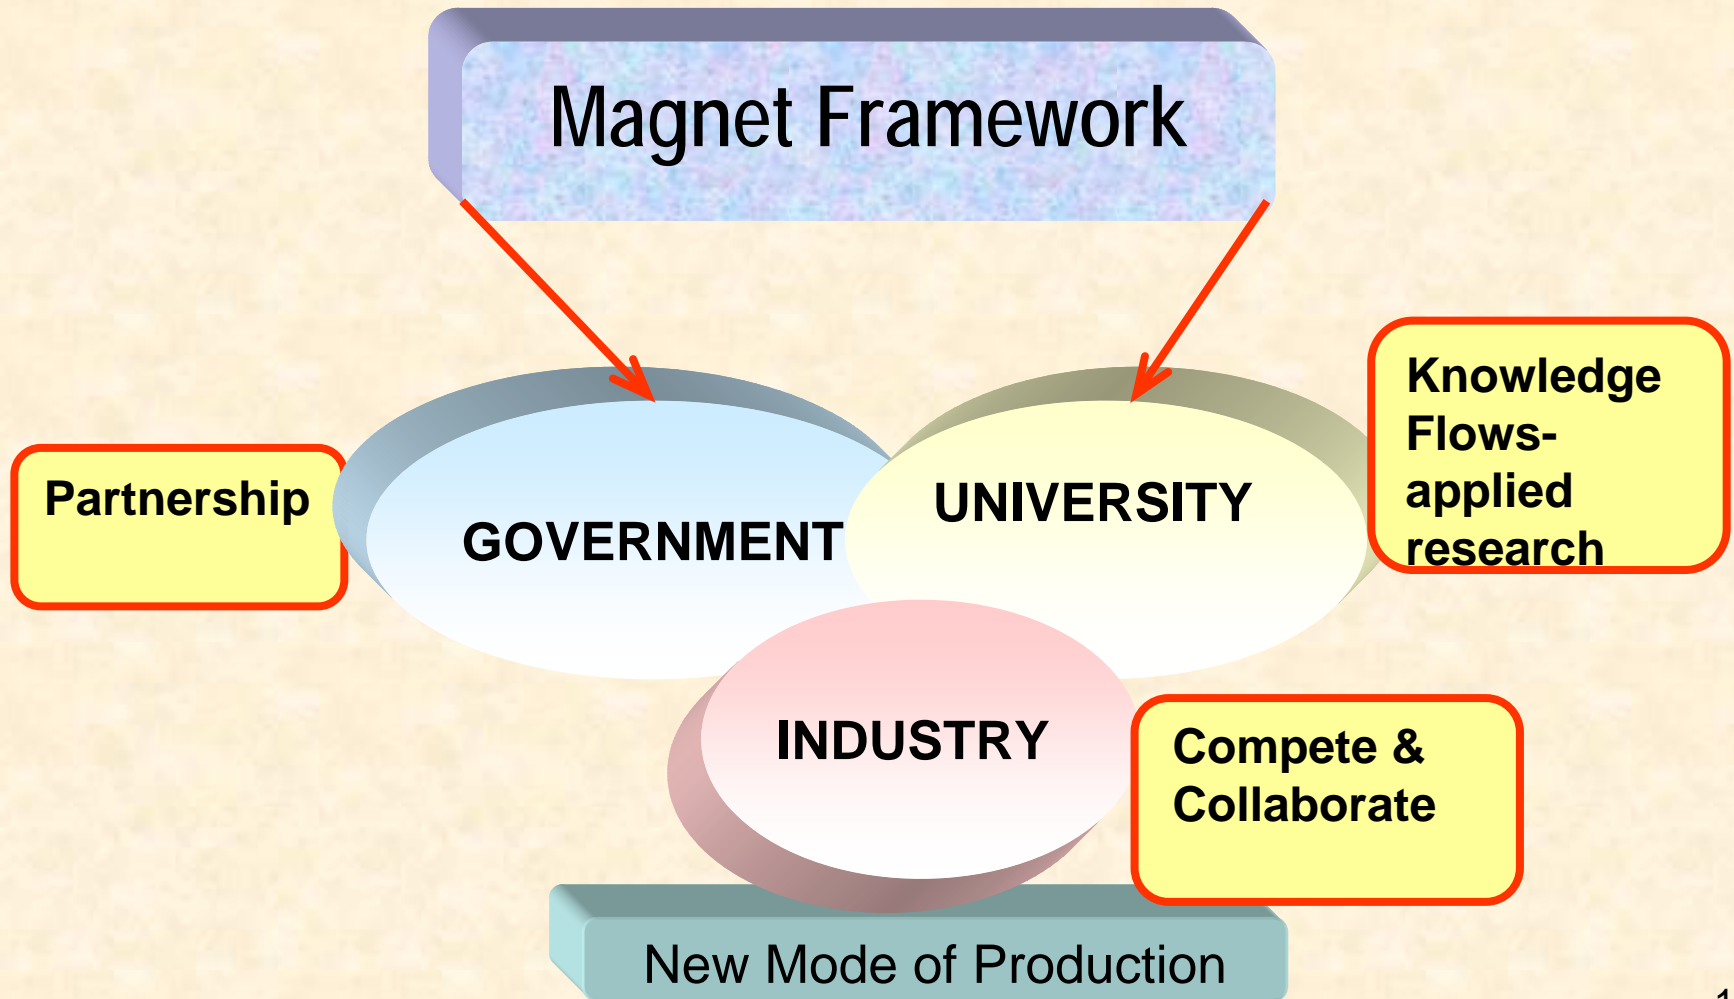 Magnet Framework
Knowledge
Flows-
applied
research
Partnership
UNIVERSITY
GOVERNMENT
INDUSTRY
Compete &
Collaborate
New Mode of Production